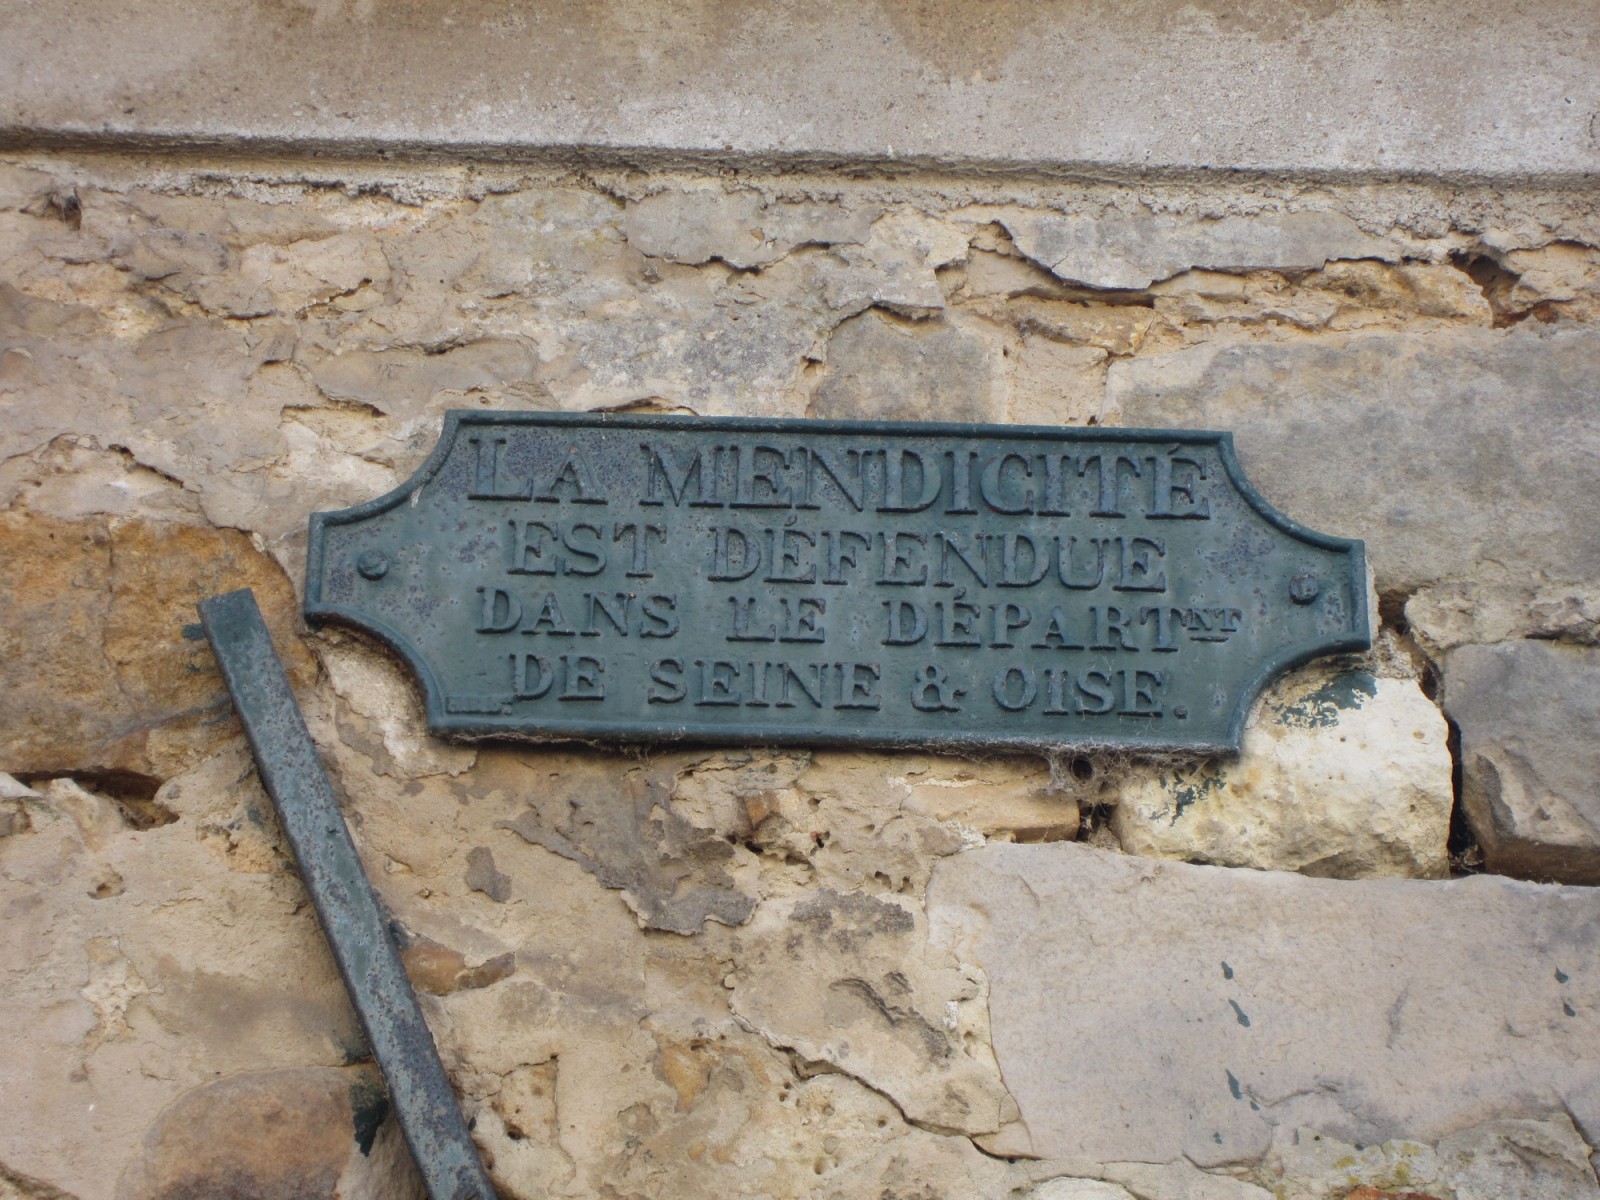 LA MENDICITÉ
EST DÉFENDUE
DANS LE DÉPARTNT
DE SEINE & OISE.